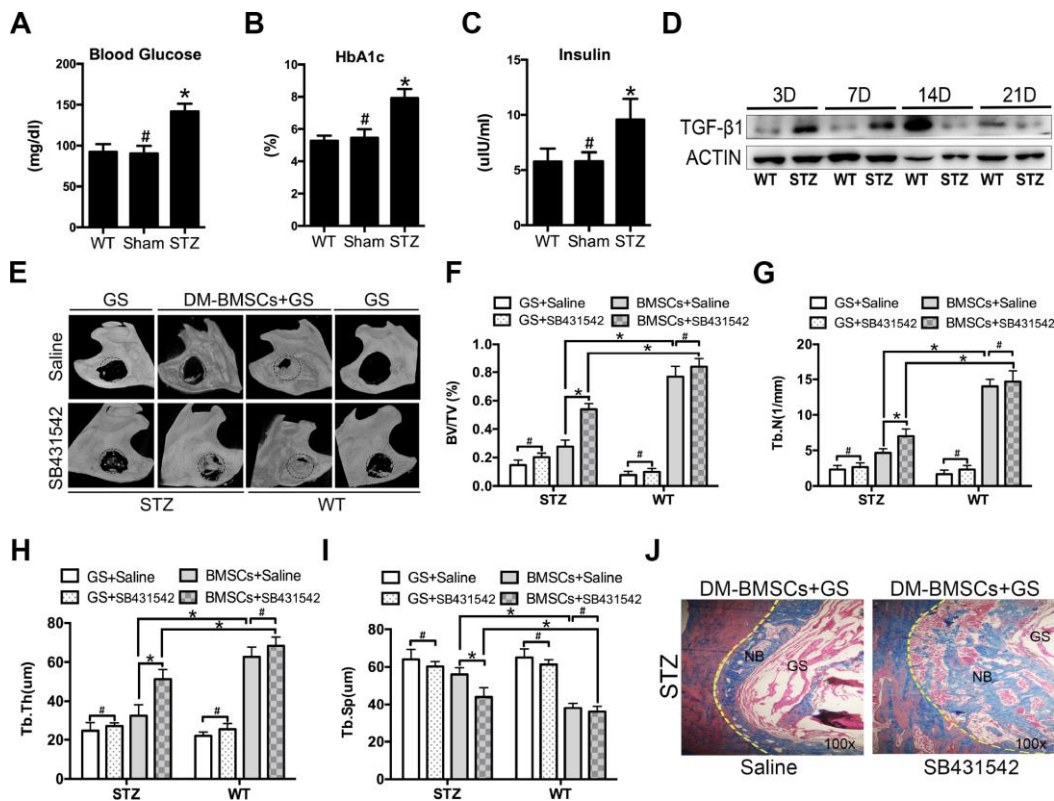 A
Blood Glucose
(mg/dl)
200
150
100
50
0
#
*
WT Sham STZ
B
HbA1c
(%)
10
8
6
4
2
0
#
*
WT Sham STZ
C
Insulin
(uIU/ml)
15
10
5
0
#
*
WT Sham STZ
D
3D 7D 14D 21D
TGF-β1
ACTIN
WT STZ WT STZ WT STZ WT STZ
E
GS DM-BMSCs+GS GS
Saline
SB431542
STZ WT
F
GS+Saline BMSCs+Saline
GS+SB431542 BMSCs+SB431542
BV/TV (%)
1.0
0.8
0.6
0.4
0.2
0.0
* #
*
*
# #
STZ WT
G
GS+Saline BMSCs+Saline
GS+SB431542 BMSCs+SB431542
Tb.N(1/mm)
20
15
10
5
0
* #
*
*
# #
STZ WT
H
GS+Saline BMSCs+Saline
GS+SB431542 BMSCs+SB431542
Tb.Th(um)
80
60
40
20
0
* #
*
*
# #
STZ WT
I
GS+Saline BMSCs+Saline
GS+SB431542 BMSCs+SB431542
Tb.Sp(um)
80
60
40
20
0
* #
*
# * #
STZ WT
J
DM-BMSCs+GS DM-BMSCs+GS
STZ
NB GS
100x
NB GS
100x
Saline SB431542